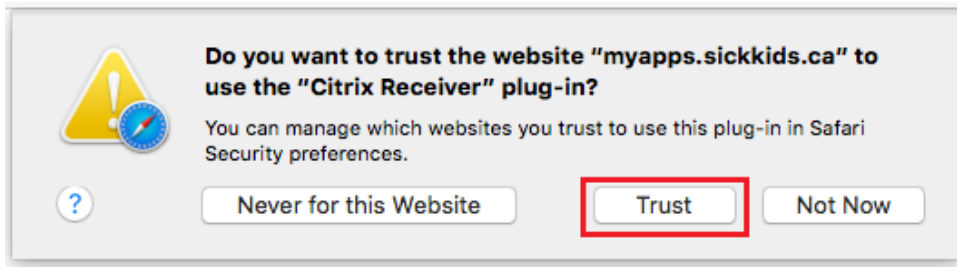 Do you want to trust the website “myapps.sickkids.ca” to
use the “Citrix Receiver” plug-in?
You can manage which websites you trust to use this plug-in in Safari
Security preferences.
?
Never for this Website
Trust
Not Now